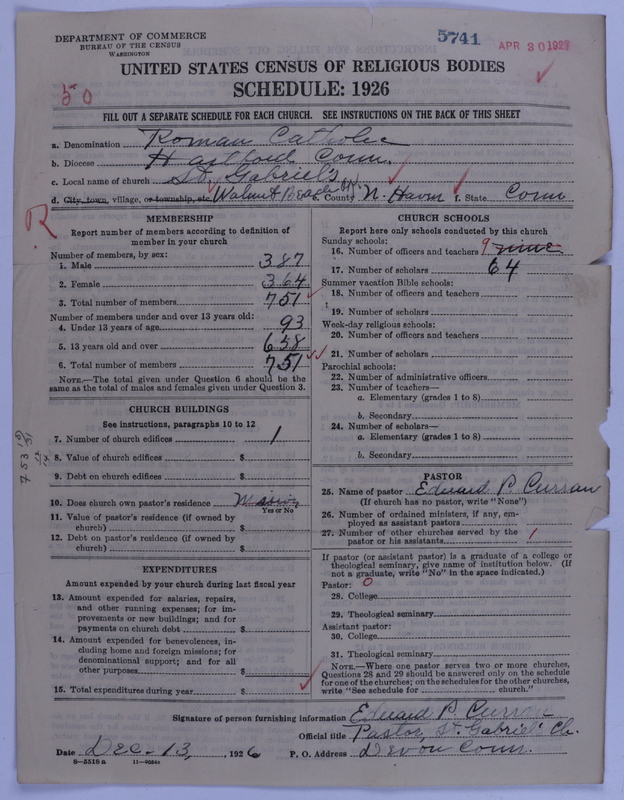 DEPARTMENT OF COMMERCE
BUREAU OF THE CENSUS
WASHINGTON
5741
APR 30 1927
UNITED STATES CENSUS OF RELIGIOUS BODIES
SCHEDULE: 1926
50
FILL OUT A SEPARATE SCHEDULE FOR EACH CHURCH. SEE INSTRUCTIONS ON THE BACK OF THIS SHEET
a. Denomination Roman Catholic
b. Diocese Hartford Conn.
c. Local name of church St. Gabriel's
d. City, town, village, or township, etc Walnut Beach e. County N. Haven f. State Conn
R
MEMBERSHIP
Report number of members according to definition of
member in your church
Number of members, by sex:
1. Male 387
2. Female 364
3. Total number of members 751
Number of members under and over 13 years old:
4. Under 13 years of age 93
5. 13 years old and over 658
6. Total number of members 751
NOTE.—The total given under Question 6 should be
same as the total of males and females given under Question 3.
CHURCH BUILDINGS
See instructions, paragraphs 10 to 12
7. Number of church edifices 1
8. Value of church edifices $
9. Debt on church edifices $
10. Does church own pastor's residence
Yes or No
11. Value of pastor's residence (if owned by
church) $
12. Debt on pastor's residence (if owned by
church) $
EXPENDITURES
Amount expended by your church during last fiscal year
13. Amount expended for salaries, repairs,
and other running expenses; for im-
provements or new buildings; and for
payments on church debt $
14. Amount expended for benevolences, in-
cluding home and foreign missions; for
denominational support; and for all
other purposes $
15. Total expenditures during year $
CHURCH SCHOOLS
Report here only schools conducted by this church
Sunday schools:
16. Number of officers and teachers 9 nine
17. Number of scholars 64
Summer vacation Bible schools:
18. Number of officers and teachers
19. Number of scholars
Week-day religious schools:
20. Number of officers and teachers
21. Number of scholars
Parochial schools:
22. Number of administrative officers
23. Number of teachers—
a. Elementary (grades 1 to 8)
b. Secondary
24. Number of scholars—
a. Elementary (grades 1 to 8)
b. Secondary
PASTOR
25. Name of pastor Edward P. Curran
(If church has no pastor, write "None")
26. Number of ordained ministers, if any, em-
ployed as assistant pastors
27. Number of other churches served by the
pastor or his assistants 1
If pastor (or assistant pastor) is a graduate of a college or
theological seminary, give name of institution below. (If
not a graduate, write "No" in the space indicated.)
Pastor: 0
28. College
29. Theological seminary
Assistant pastor:
30. College
31. Theological seminary
NOTE.—Where one pastor serves two or more churches,
Questions 28 and 29 should be answered only on the schedule
for one of the churches; on the schedules for the other churches,
write "See schedule for church."
Signature of person furnishing information Edward P. Curran
Official title Pastor, St. Gabriel's Ch.
Date Dec - 13, 1926 P. O. Address Devon Conn.
8—5518 a